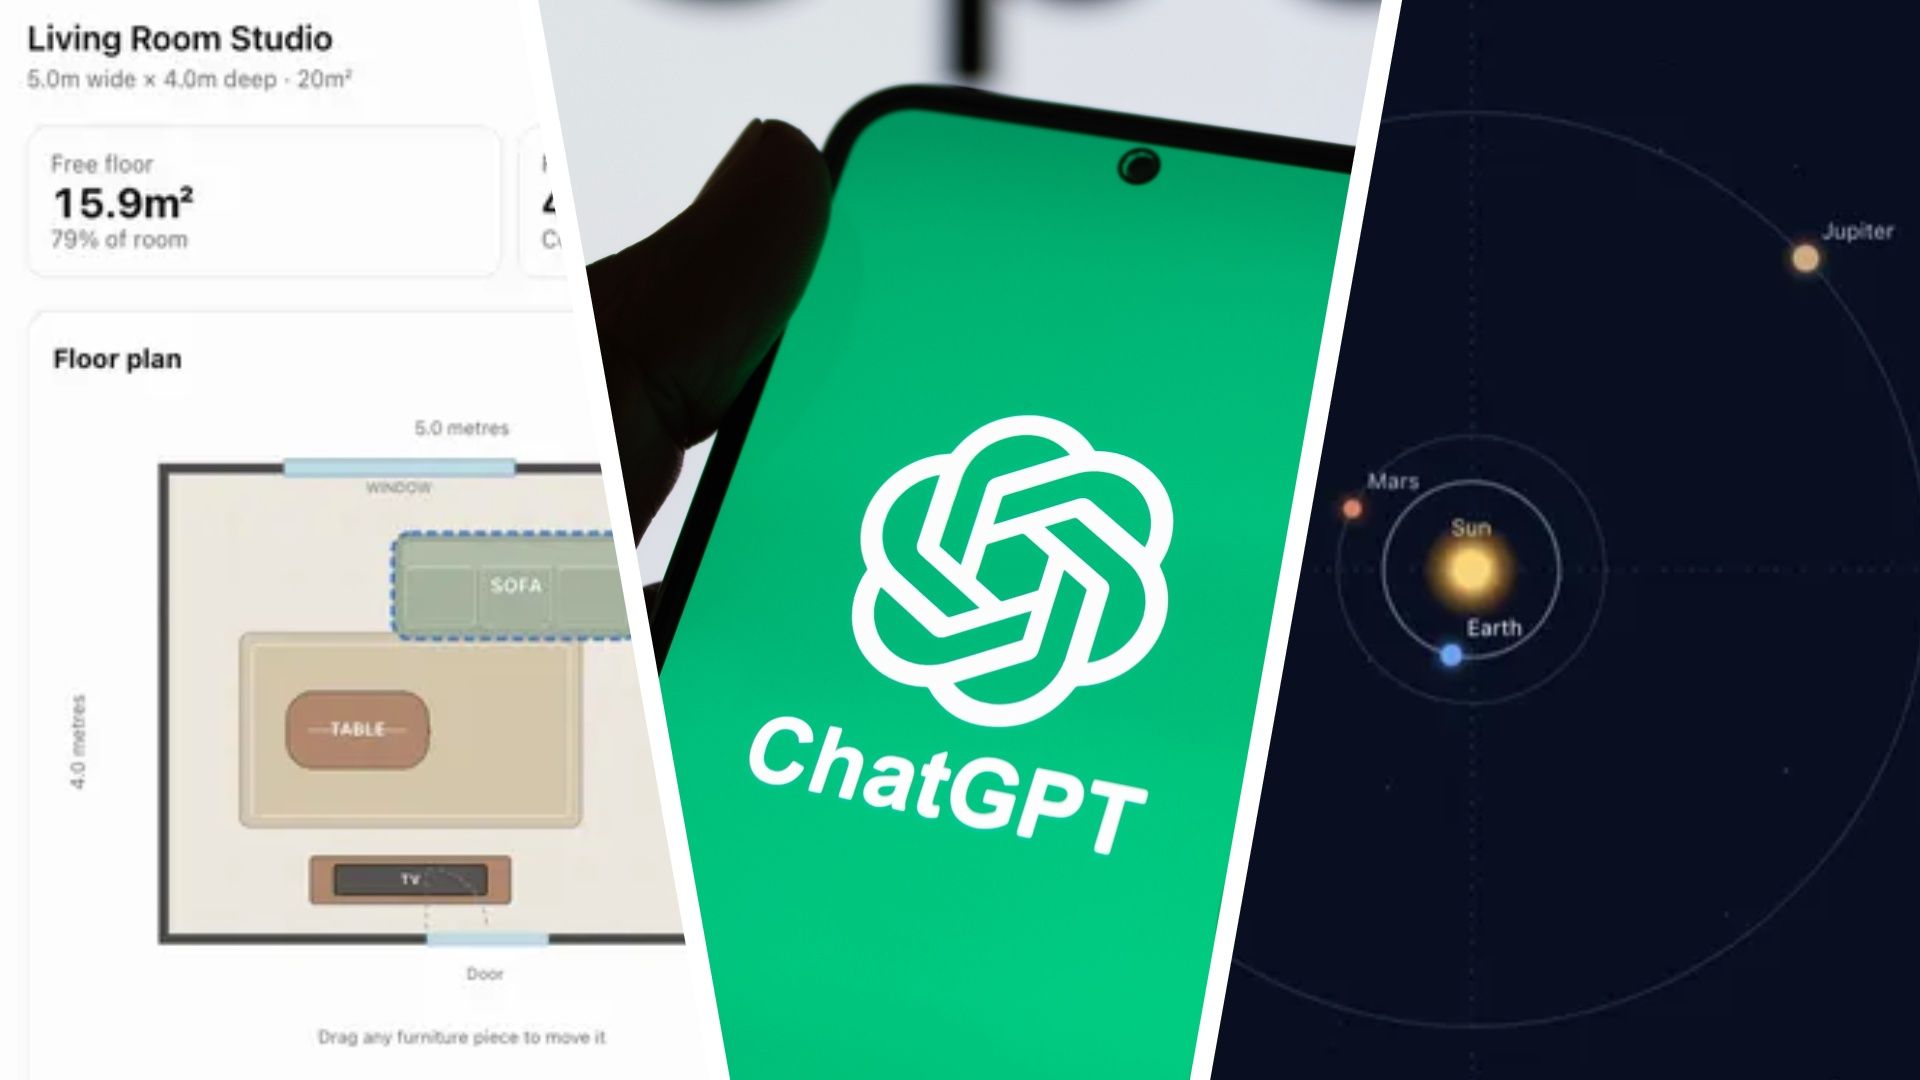 Living Room Studio
5.0m wide × 4.0m deep · 20m²
Free floor
15.9m²
79% of room
Floor plan
5.0 metres
WINDOW
SOFA
TABLE
4.0 metres
TV
Door
Drag any furniture piece to move it
ChatGPT
Jupiter
Mars
Sun
Earth